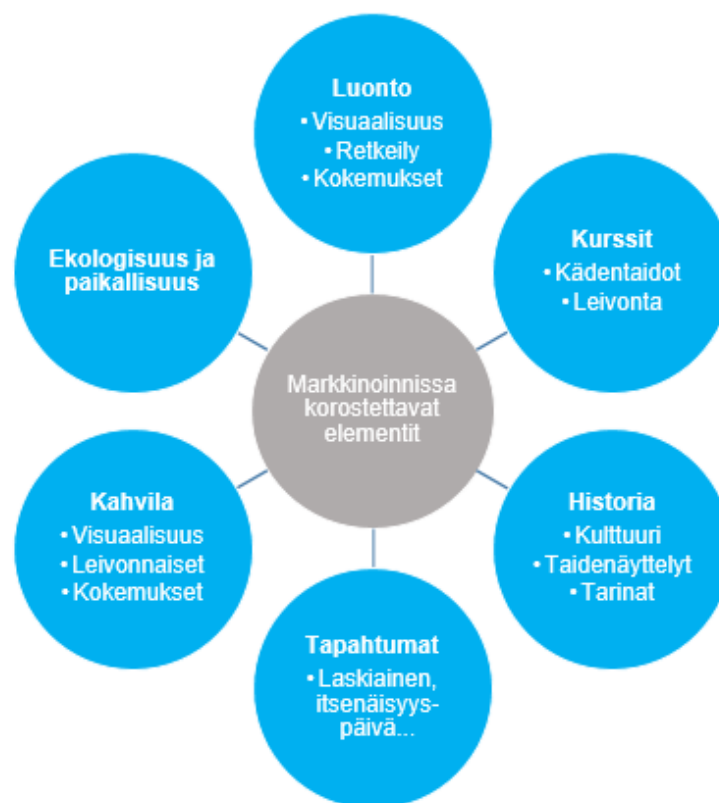 Luonto
• Visuaalisuus
• Retkeily
• Kokemukset
Kurssit
• Kädentaidot
• Leivonta
Historia
• Kulttuuri
• Taidenäyttelyt
• Tarinat
Tapahtumat
• Laskiainen,
itsenäisyys-
päivä...
Kahvila
• Visuaalisuus
• Leivonnaiset
• Kokemukset
Ekologisuus ja
paikallisuus
Markkinoinnissa
korostettavat
elementit